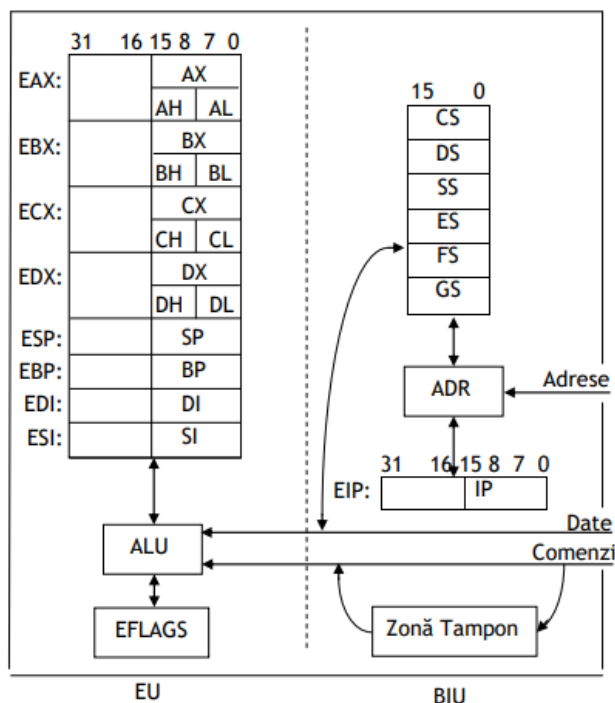 31 16 15 8 7 0
EAX: AX
AH AL
EBX: BX
BH BL
ECX: CX
CH CL
EDX: DX
DH DL
ESP: SP
EBP: BP
EDI: DI
ESI: SI
ALU
EFLAGS
EU
15 0
CS
DS
SS
ES
FS
GS
ADR
Adrese
31 16 15 8 7 0
EIP: IP
Date
Comenzi
Zonă Tampon
BIU